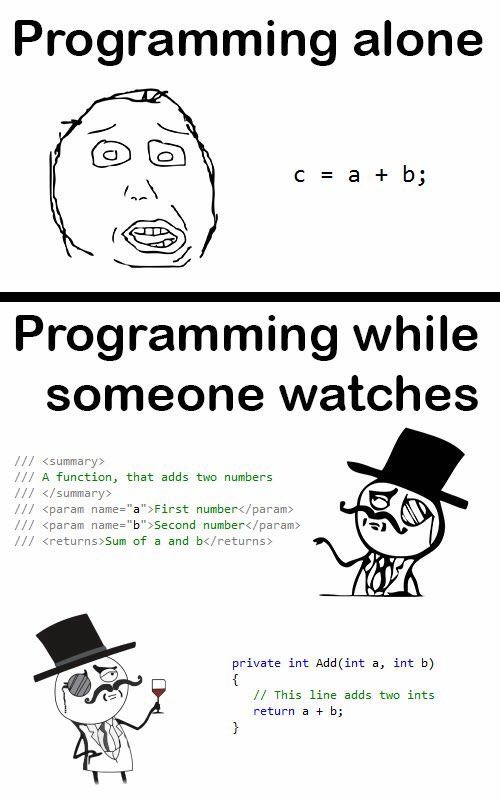 Programming alone
c = a + b;
Programming while
someone watches
/// <summary>
/// A function, that adds two numbers
/// </summary>
/// <param name="a">First number</param>
/// <param name="b">Second number</param>
/// <returns>Sum of a and b</returns>
private int Add(int a, int b)
{
// This line adds two ints
return a + b;
}